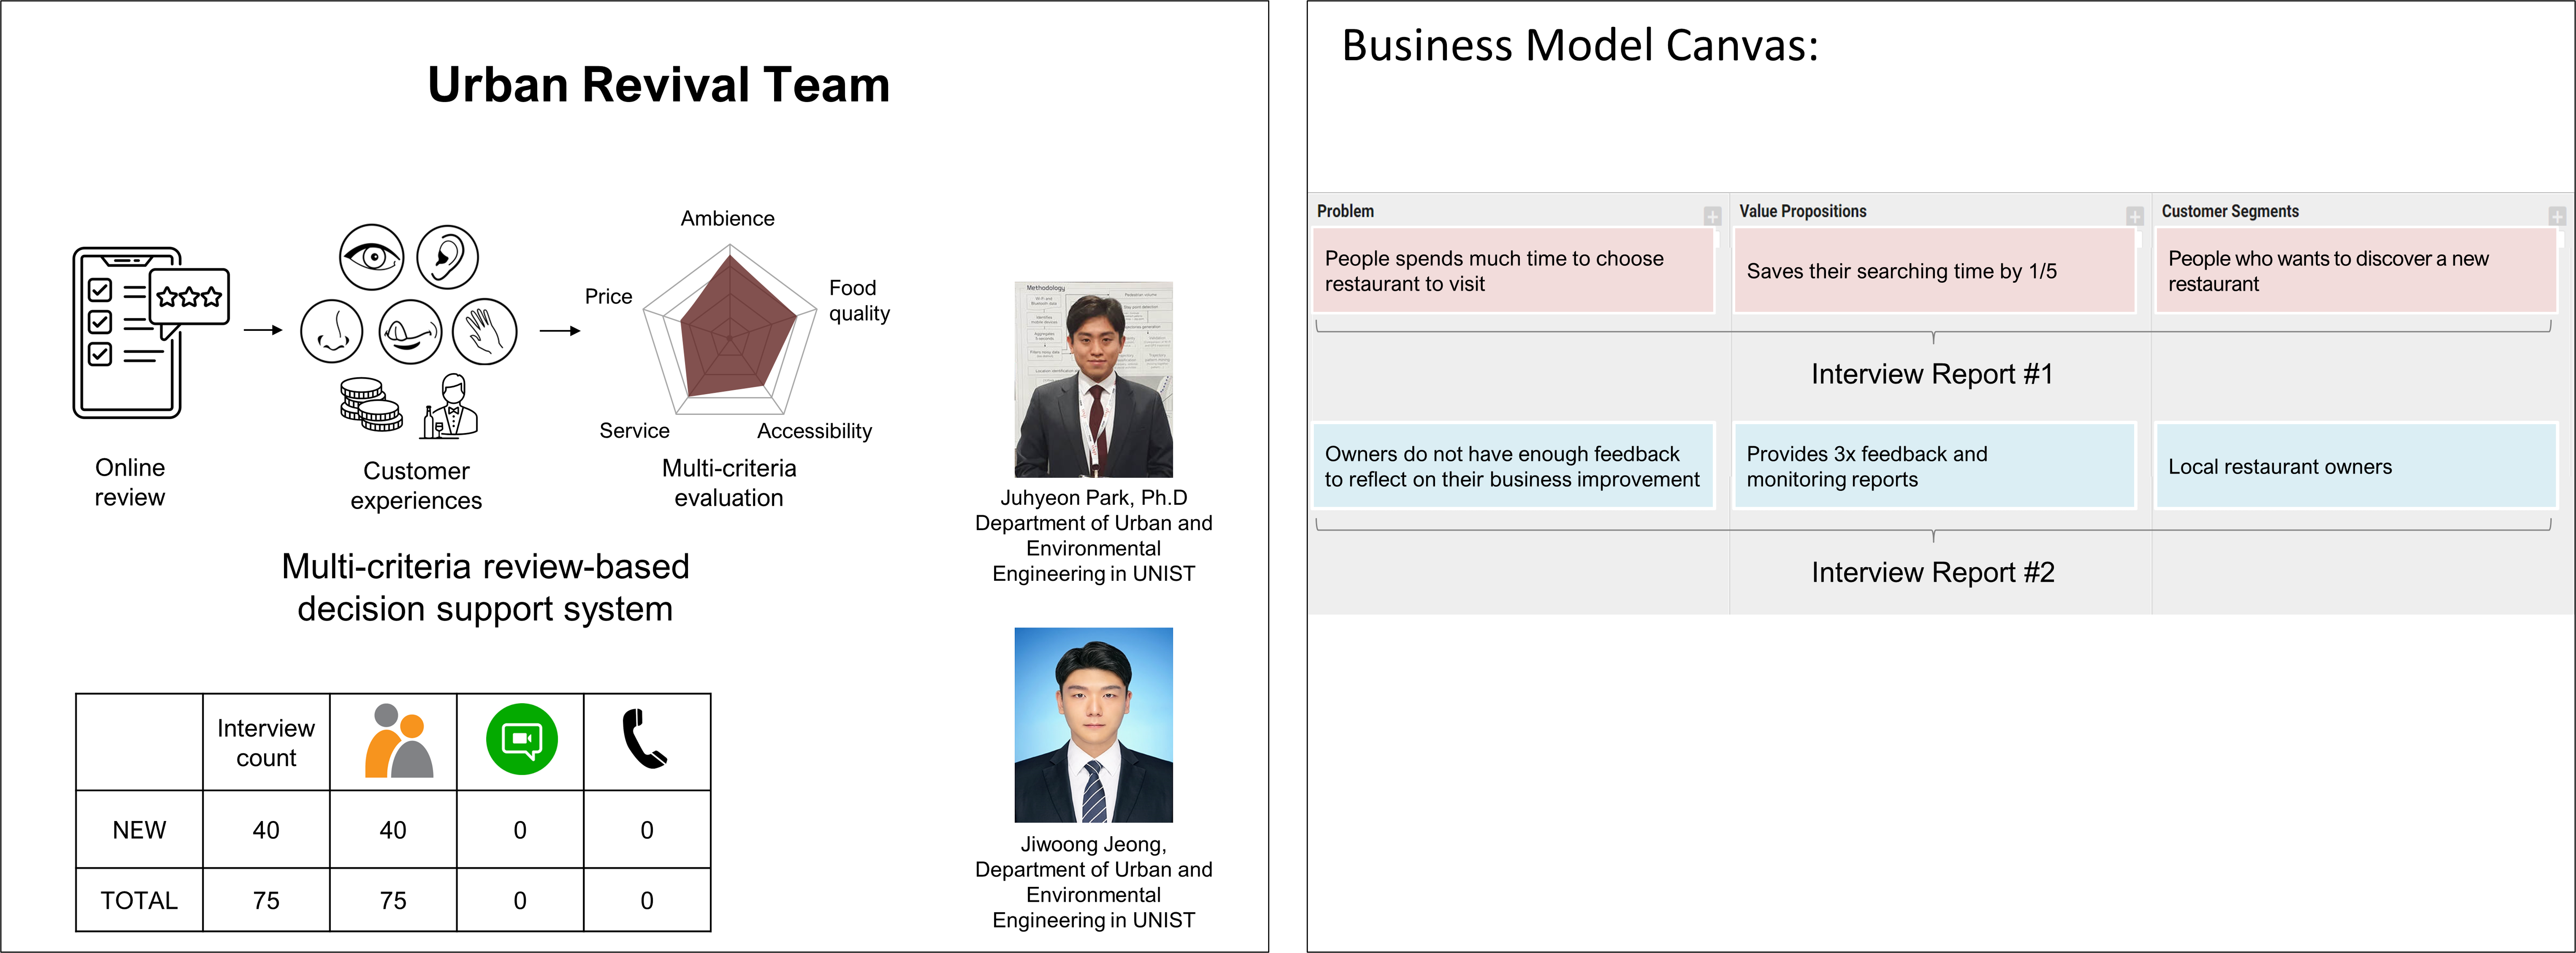 Urban Revival Team
Ambience
Price
Food
quality
Service
Accessibility
Online
review
Customer
experiences
Multi-criteria
evaluation
Multi-criteria review-based
decision support system
Interview
count
NEW
40
40
0
0
TOTAL
75
75
0
0
Methodology
Juhyeon Park, Ph.D
Department of Urban and
Environmental
Engineering in UNIST
Jiwoong Jeong,
Department of Urban and
Environmental
Engineering in UNIST
Business Model Canvas:
Problem
Value Propositions
Customer Segments
People spends much time to choose
restaurant to visit
Saves their searching time by 1/5
People who wants to discover a new
restaurant
Interview Report #1
Owners do not have enough feedback
to reflect on their business improvement
Provides 3x feedback and
monitoring reports
Local restaurant owners
Interview Report #2